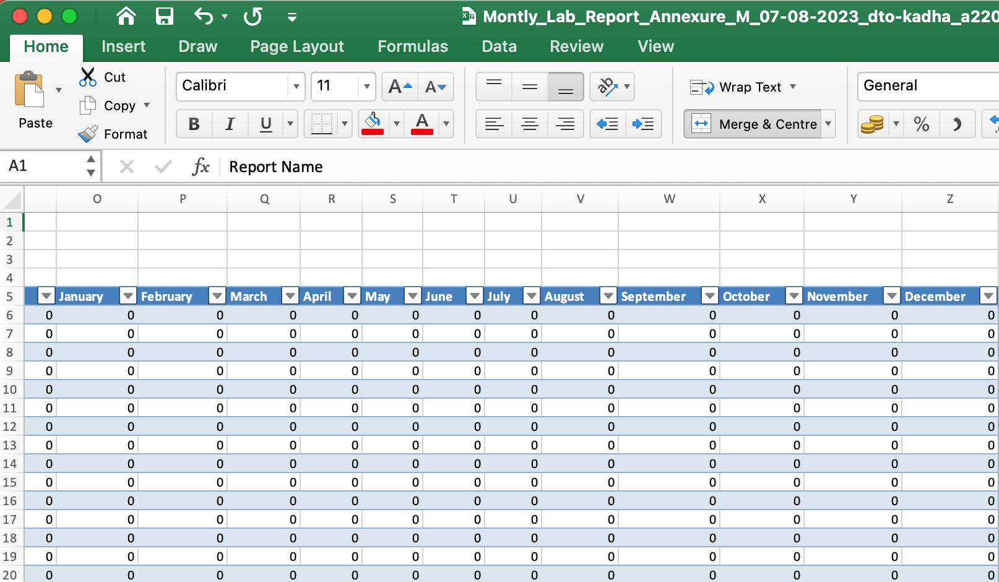 Montly_Lab_Report_Annexure_M_07-08-2023_dto-kadha_a220
Home Insert Draw Page Layout Formulas Data Review View
Paste
Cut
Copy
Format
Calibri 11 A A
B I U A
ab
Wrap Text
Merge & Centre
General
%
A1 fx Report Name
O P Q R S T U V W X Y Z
1
2
3
4
5 January February March April May June July August September October November December
6 0 0 0 0 0 0 0 0 0 0 0 0 0
7 0 0 0 0 0 0 0 0 0 0 0 0 0
8 0 0 0 0 0 0 0 0 0 0 0 0 0
9 0 0 0 0 0 0 0 0 0 0 0 0 0
10 0 0 0 0 0 0 0 0 0 0 0 0 0
11 0 0 0 0 0 0 0 0 0 0 0 0 0
12 0 0 0 0 0 0 0 0 0 0 0 0 0
13 0 0 0 0 0 0 0 0 0 0 0 0 0
14 0 0 0 0 0 0 0 0 0 0 0 0 0
15 0 0 0 0 0 0 0 0 0 0 0 0 0
16 0 0 0 0 0 0 0 0 0 0 0 0 0
17 0 0 0 0 0 0 0 0 0 0 0 0 0
18 0 0 0 0 0 0 0 0 0 0 0 0 0
19 0 0 0 0 0 0 0 0 0 0 0 0 0
20 0 0 0 0 0 0 0 0 0 0 0 0 0